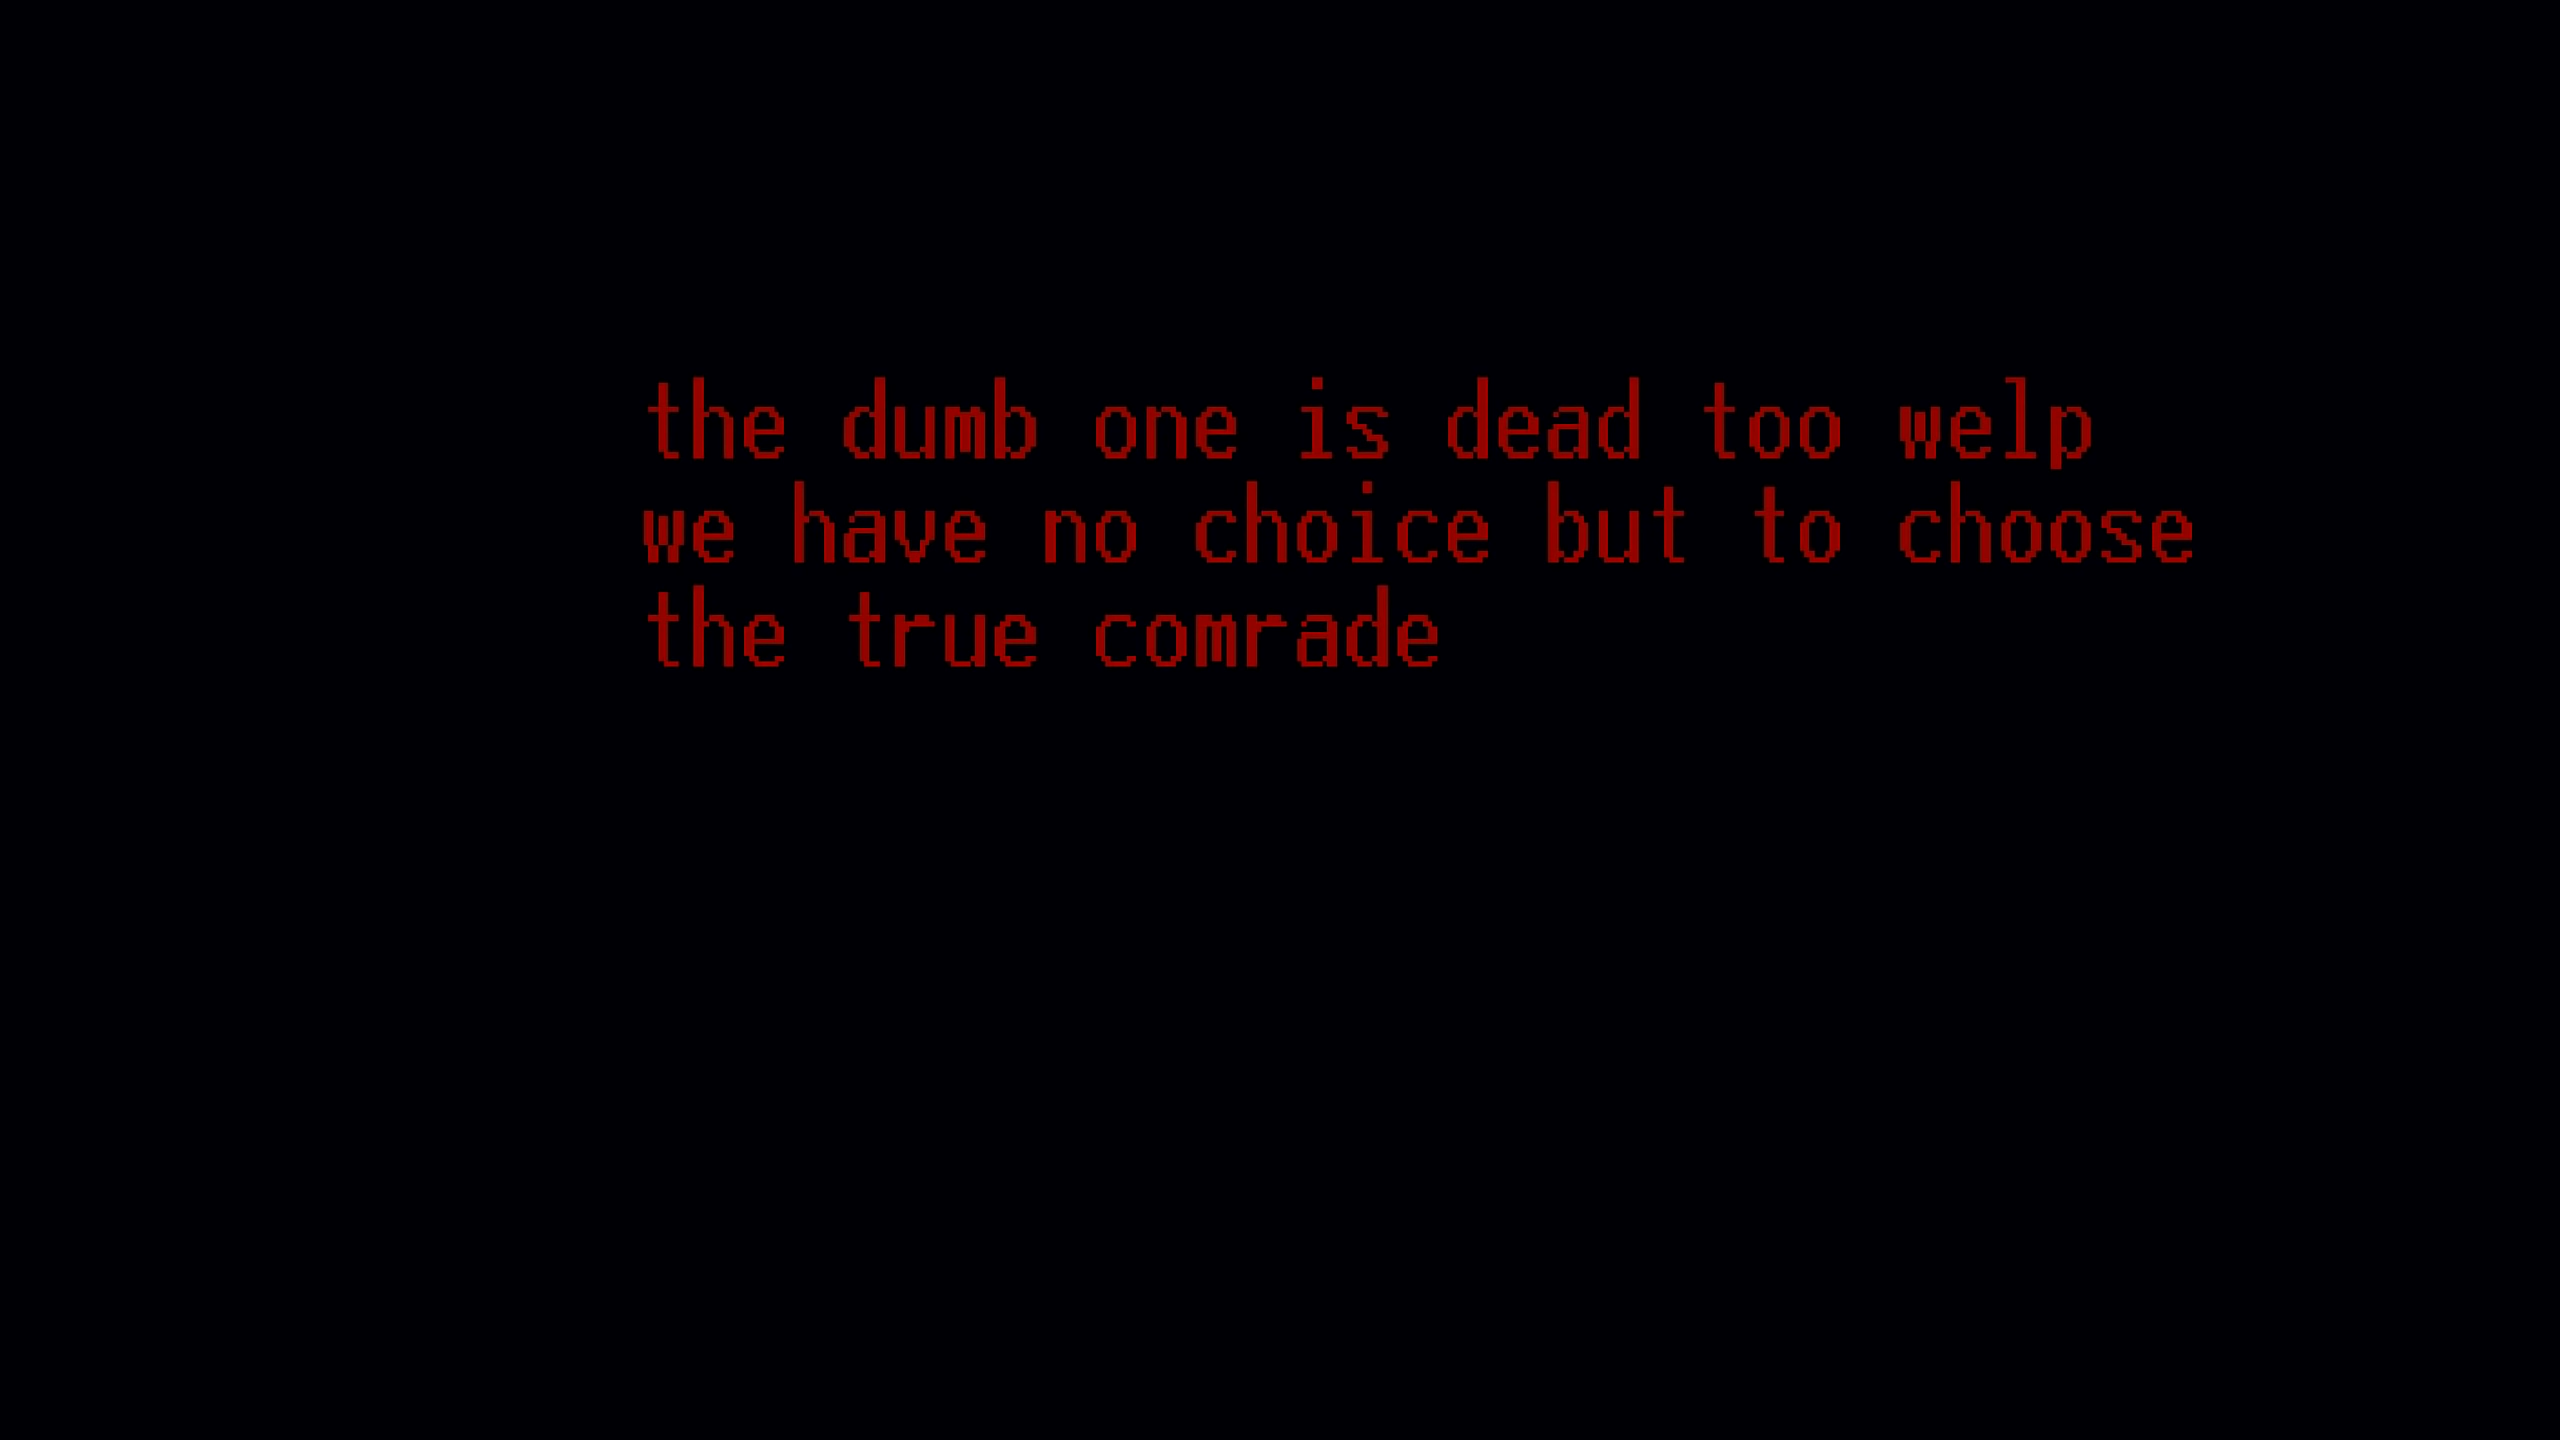 the dumb one is dead too welp
we have no choice but to choose
the true comrade